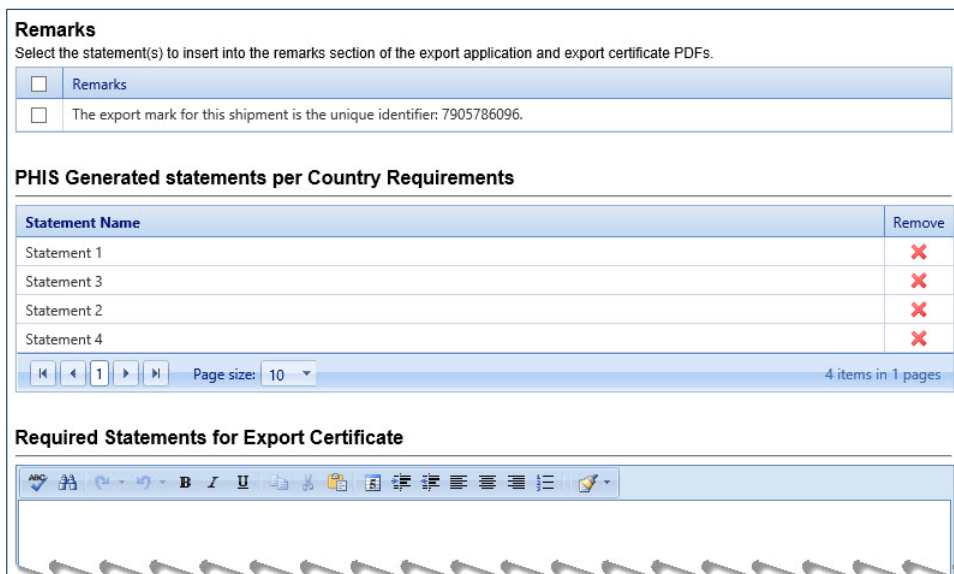 Remarks
Select the statement(s) to insert into the remarks section of the export application and export certificate PDFs.
Remarks
The export mark for this shipment is the unique identifier: 7905786096.
PHIS Generated statements per Country Requirements
Statement Name Remove
Statement 1
Statement 3
Statement 2
Statement 4
1 Page size: 10 4 items in 1 pages
Required Statements for Export Certificate
ABC B I U